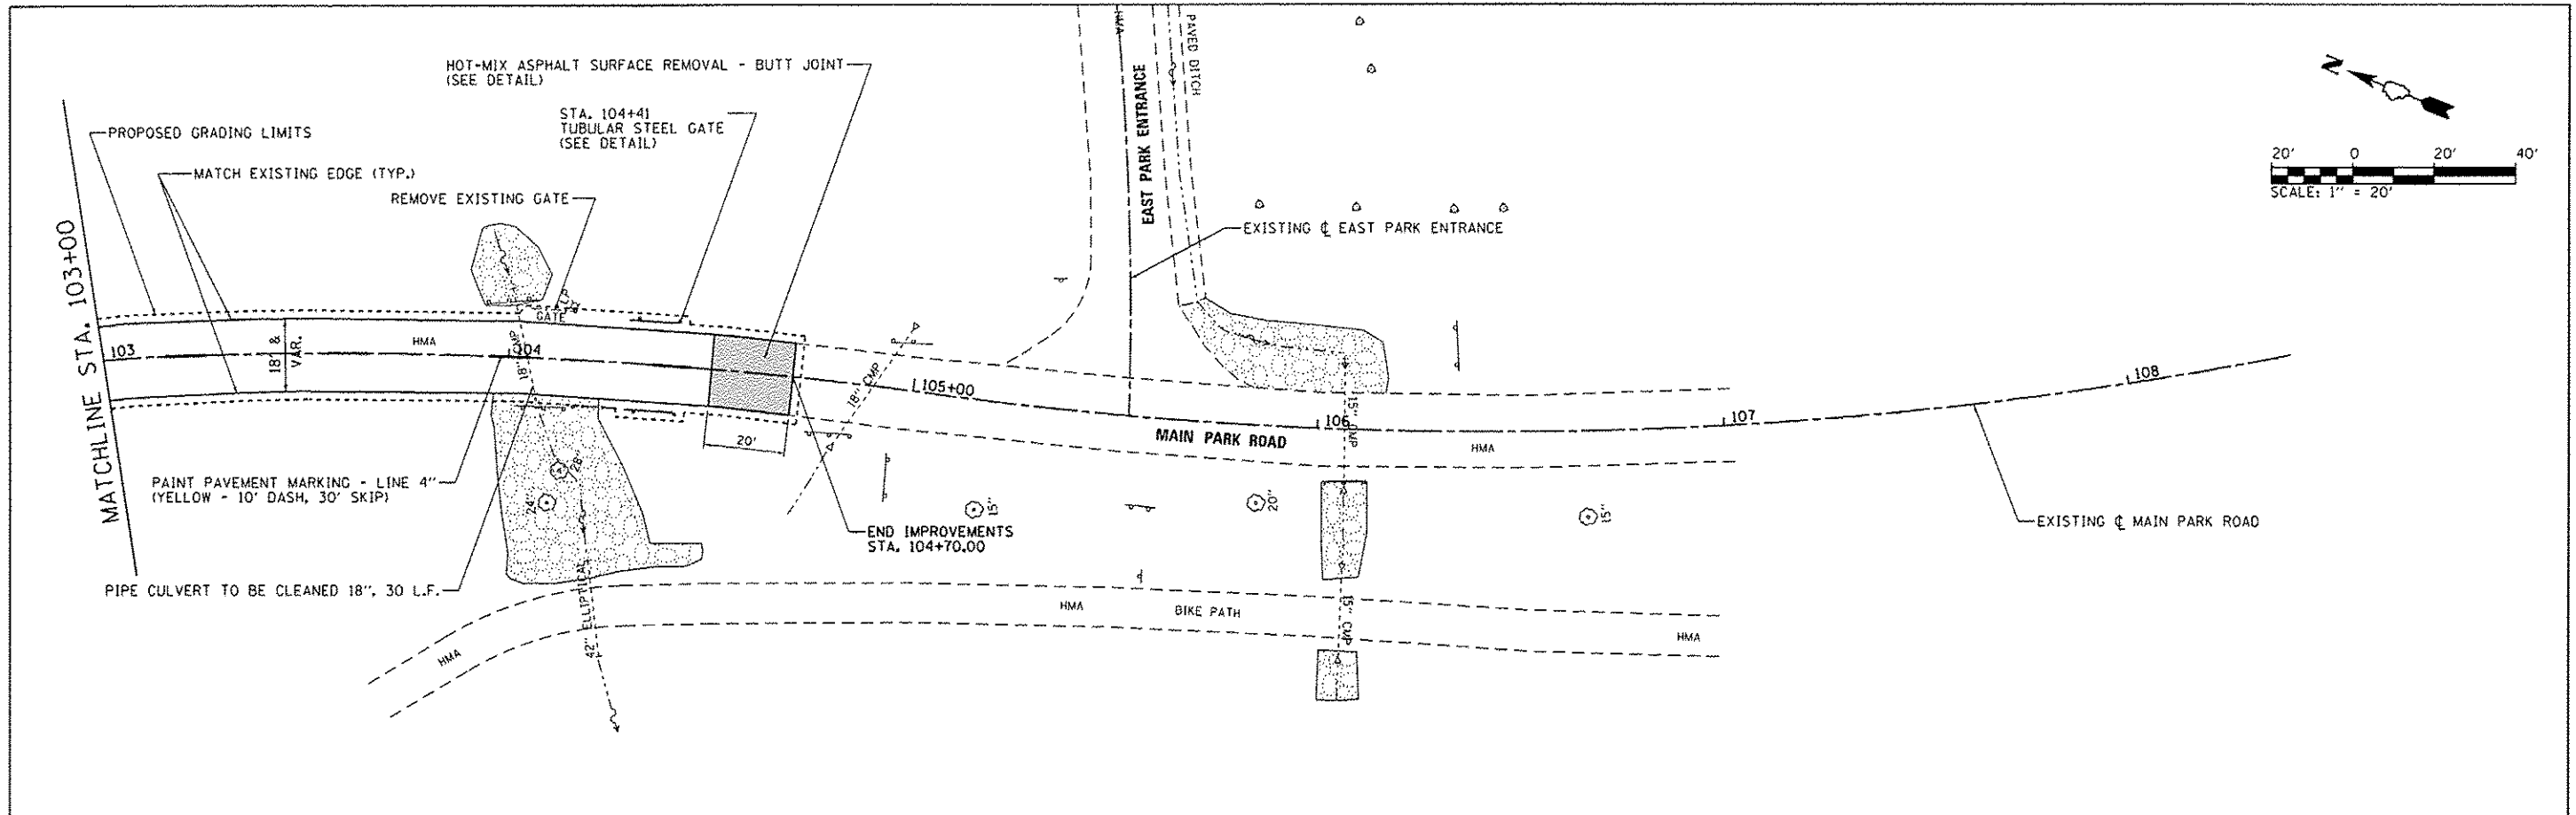 HOT-MIX ASPHALT SURFACE REMOVAL - BUTT JOINT
(SEE DETAIL)
STA. 104+41
TUBULAR STEEL GATE
(SEE DETAIL)
PROPOSED GRADING LIMITS
MATCH EXISTING EDGE (TYP.)
REMOVE EXISTING GATE
HMA
EAST PARK ENTRANCE
PAVED DITCH
N
20' 0 20' 40'
SCALE: 1" = 20'
EXISTING ℄ EAST PARK ENTRANCE
MATCHLINE STA. 103+00
LP
GATE
103
18' &
VAR.
HMA
104
CMP
18"
18" CMP
105+00
106
107
108
15" CMP
MAIN PARK ROAD
HMA
20'
PAINT PAVEMENT MARKING - LINE 4"
(YELLOW - 10' DASH, 30' SKIP)
28"
24"
15"
20"
15"
END IMPROVEMENTS
STA. 104+70.00
EXISTING ℄ MAIN PARK ROAD
PIPE CULVERT TO BE CLEANED 18", 30 L.F.
42" ELLIPTICAL
HMA
HMA
BIKE PATH
15" CMP
HMA